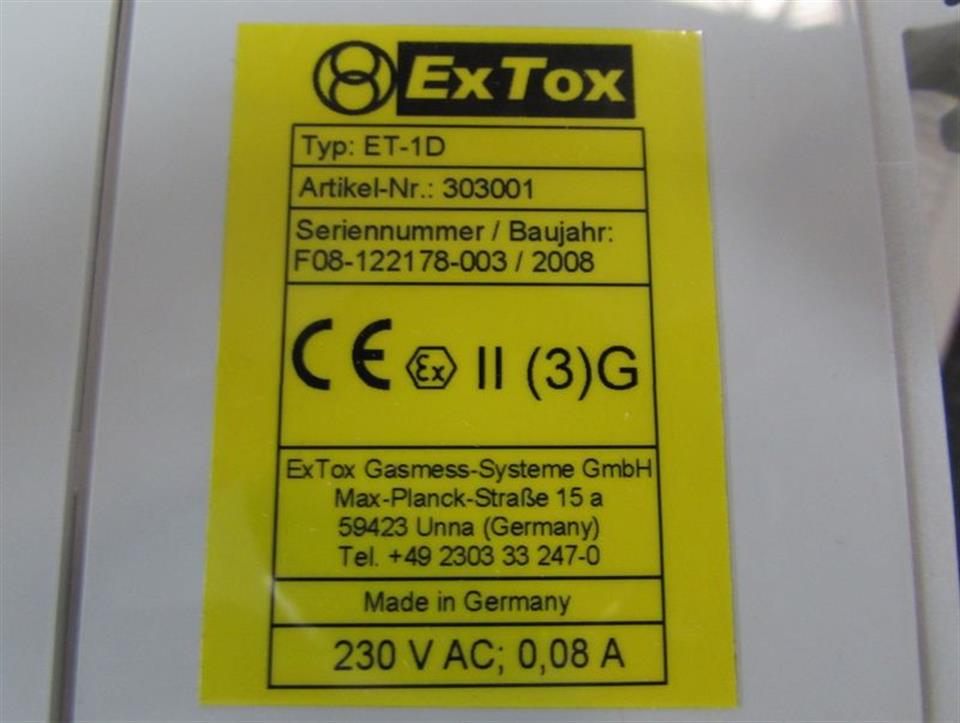 ExTox
Typ: ET-1D
Artikel-Nr.: 303001
Seriennummer / Baujahr:
F08-122178-003 / 2008
CE Ex II (3)G
ExTox Gasmess-Systeme GmbH
Max-Planck-Straße 15 a
59423 Unna (Germany)
Tel. +49 2303 33 247-0
Made in Germany
230 V AC; 0,08 A